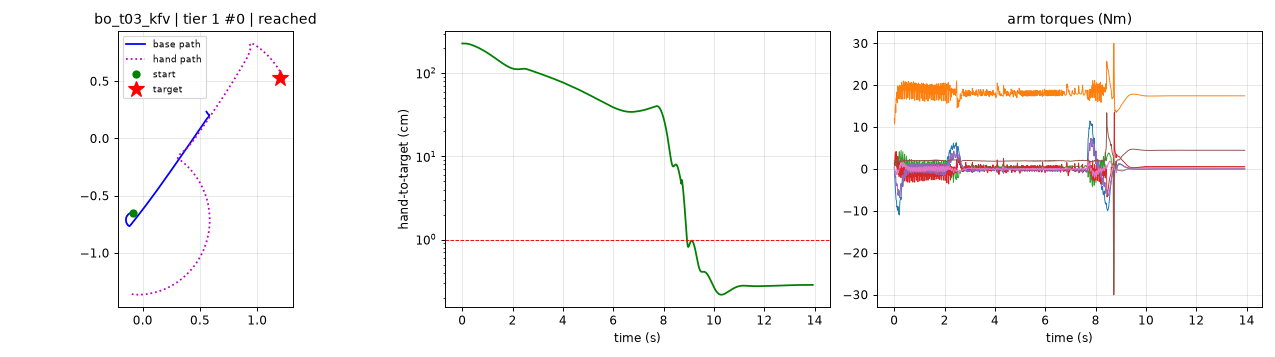 bo_t03_kfv | tier 1 #0 | reached
base path
hand path
start
target
0.5
0.0
−0.5
−1.0
0.0 0.5 1.0
hand-to-target (cm)
10²
10¹
10⁰
0 2 4 6 8 10 12 14
time (s)
arm torques (Nm)
30
20
10
0
−10
−20
−30
0 2 4 6 8 10 12 14
time (s)